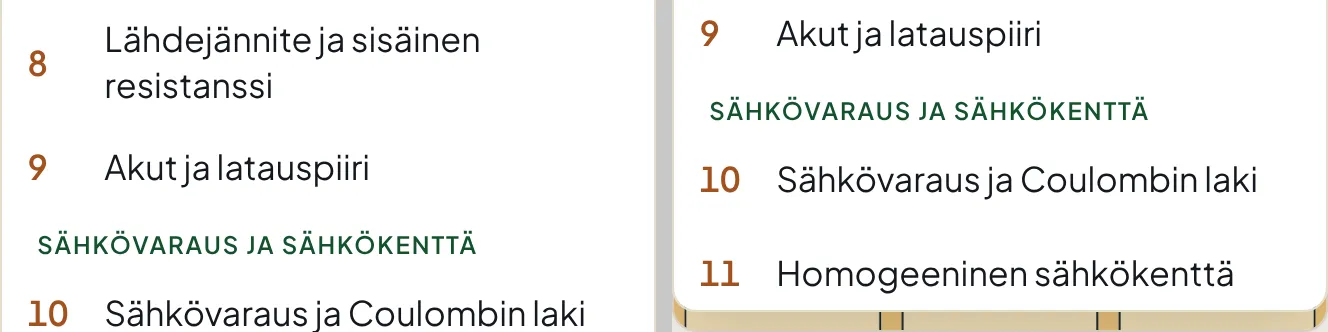 8 Lähdejännite ja sisäinen
resistanssi
9 Akut ja latauspiiri
SÄHKÖVARAUS JA SÄHKÖKENTTÄ
10 Sähkövaraus ja Coulombin laki
9 Akut ja latauspiiri
SÄHKÖVARAUS JA SÄHKÖKENTTÄ
10 Sähkövaraus ja Coulombin laki
11 Homogeeninen sähkökenttä